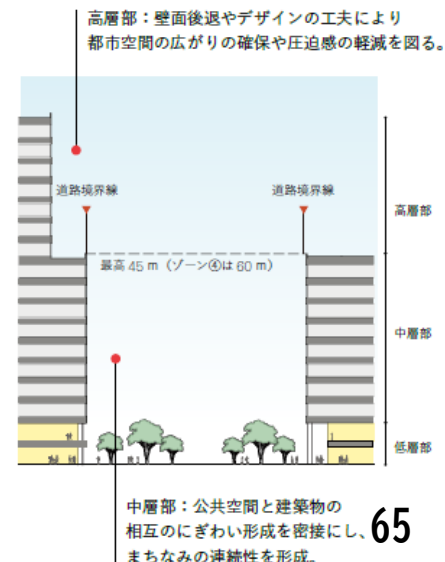 高層部：壁面後退やデザインの工夫により
都市空間の広がりの確保や圧迫感の軽減を図る。
道路境界線
道路境界線
高層部
最高 45 m（ゾーン④は 60 m）
中層部
低層部
中層部：公共空間と建築物の
相互のにぎわい形成を密接にし、
まちなみの連続性を形成。
65